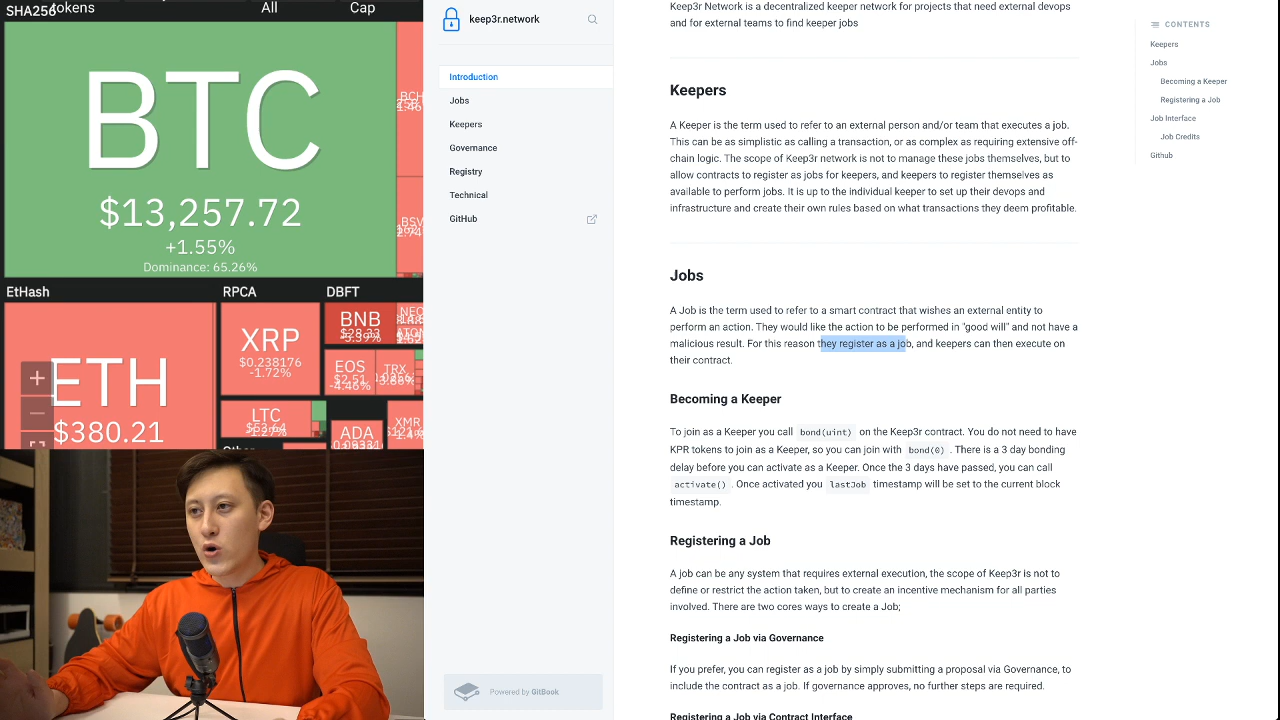 SHA256
tokens
All
Cap
BTC
$13,257.72
+1.55%
Dominance: 65.26%
BCH
BSV
EtHash
RPCA
DBFT
ETH
$380.21
XRP
$0.238176
-1.72%
BNB
$28.33
-5.39%
NEO
ATOM
EOS
$2.51
-4.46%
TRX
LTC
$53.64
ADA
XMR
keep3r.network
Introduction
Jobs
Keepers
Governance
Registry
Technical
GitHub
Powered by GitBook
Keep3r Network is a decentralized keeper network for projects that need external devops
and for external teams to find keeper jobs
Keepers
A Keeper is the term used to refer to an external person and/or team that executes a job.
This can be as simplistic as calling a transaction, or as complex as requiring extensive off-
chain logic. The scope of Keep3r network is not to manage these jobs themselves, but to
allow contracts to register as jobs for keepers, and keepers to register themselves as
available to perform jobs. It is up to the individual keeper to set up their devops and
infrastructure and create their own rules based on what transactions they deem profitable.
Jobs
A Job is the term used to refer to a smart contract that wishes an external entity to
perform an action. They would like the action to be performed in "good will" and not have a
malicious result. For this reason they register as a job, and keepers can then execute on
their contract.
Becoming a Keeper
To join as a Keeper you call bond(uint) on the Keep3r contract. You do not need to have
KPR tokens to join as a Keeper, so you can join with bond(0) . There is a 3 day bonding
delay before you can activate as a Keeper. Once the 3 days have passed, you can call
activate() . Once activated you lastJob timestamp will be set to the current block
timestamp.
Registering a Job
A job can be any system that requires external execution, the scope of Keep3r is not to
define or restrict the action taken, but to create an incentive mechanism for all parties
involved. There are two cores ways to create a Job;
Registering a Job via Governance
If you prefer, you can register as a job by simply submitting a proposal via Governance, to
include the contract as a job. If governance approves, no further steps are required.
Registering a Job via Contract Interface
CONTENTS
Keepers
Jobs
Becoming a Keeper
Registering a Job
Job Interface
Job Credits
Github